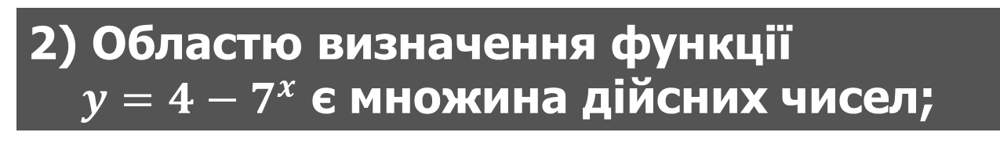 2) Областю визначення функції
y = 4 − 7^x є множина дійсних чисел;